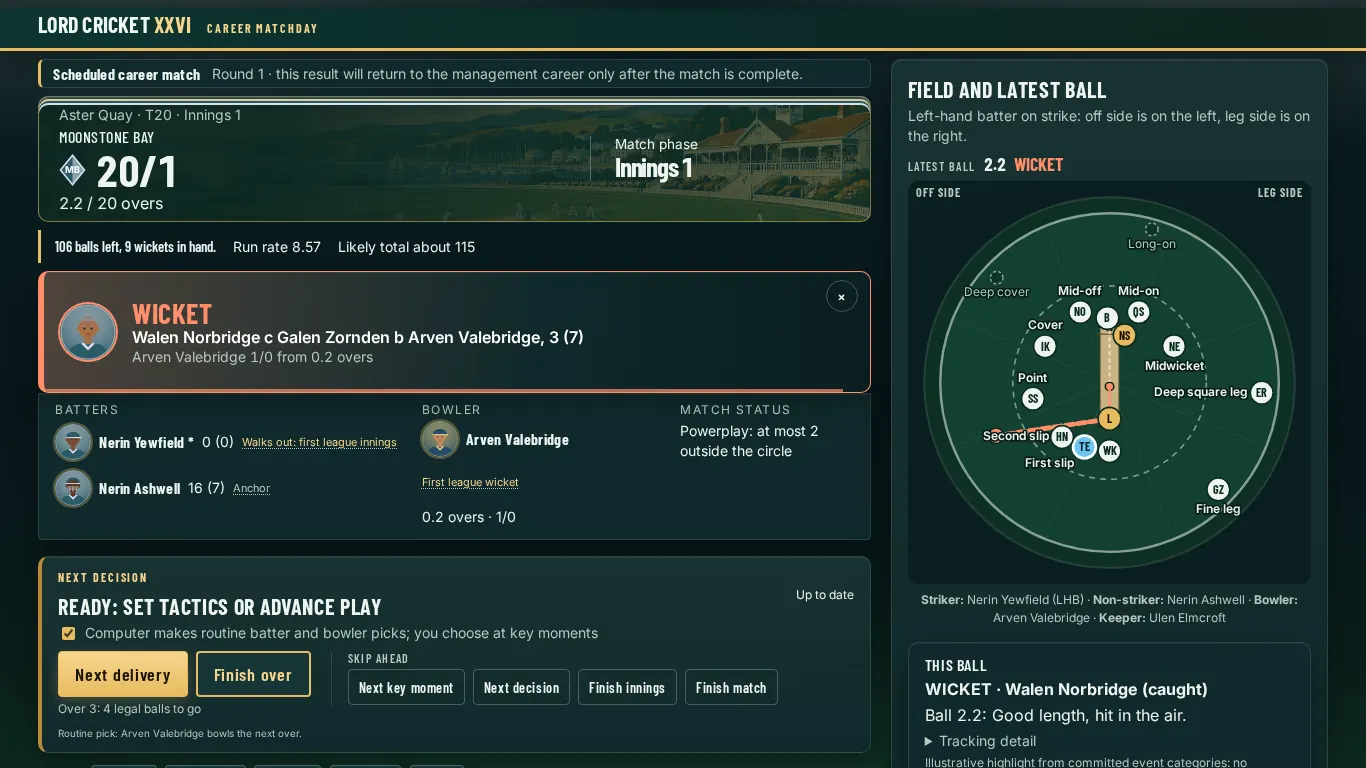 LORD CRICKET XXVI CAREER MATCHDAY
Scheduled career match Round 1 · this result will return to the management career only after the match is complete.
Aster Quay · T20 · Innings 1
MOONSTONE BAY
MB 20/1
2.2 / 20 overs
Match phase
Innings 1
106 balls left, 9 wickets in hand. Run rate 8.57 Likely total about 115
WICKET
Walen Norbridge c Galen Zornden b Arven Valebridge, 3 (7)
Arven Valebridge 1/0 from 0.2 overs
×
BATTERS
Nerin Yewfield * 0 (0) Walks out: first league innings
Nerin Ashwell 16 (7) Anchor
BOWLER
Arven Valebridge
First league wicket
0.2 overs · 1/0
MATCH STATUS
Powerplay: at most 2
outside the circle
NEXT DECISION
READY: SET TACTICS OR ADVANCE PLAY
Up to date
Computer makes routine batter and bowler picks; you choose at key moments
Next delivery Finish over
SKIP AHEAD
Next key moment Next decision Finish innings Finish match
Over 3: 4 legal balls to go
Routine pick: Arven Valebridge bowls the next over.
FIELD AND LATEST BALL
Left-hand batter on strike: off side is on the left, leg side is on
the right.
LATEST BALL 2.2 WICKET
OFF SIDE LEG SIDE
Long-on
Deep cover
Mid-off Mid-on
NO B QS
NS
Cover
IK
NE
Midwicket
Point
SS
Deep square leg ER
L
Second slip HN
TE WK
First slip
GZ
Fine leg
Striker: Nerin Yewfield (LHB) · Non-striker: Nerin Ashwell · Bowler:
Arven Valebridge · Keeper: Ulen Elmcroft
THIS BALL
WICKET · Walen Norbridge (caught)
Ball 2.2: Good length, hit in the air.
▶ Tracking detail
Illustrative highlight from committed event categories: no